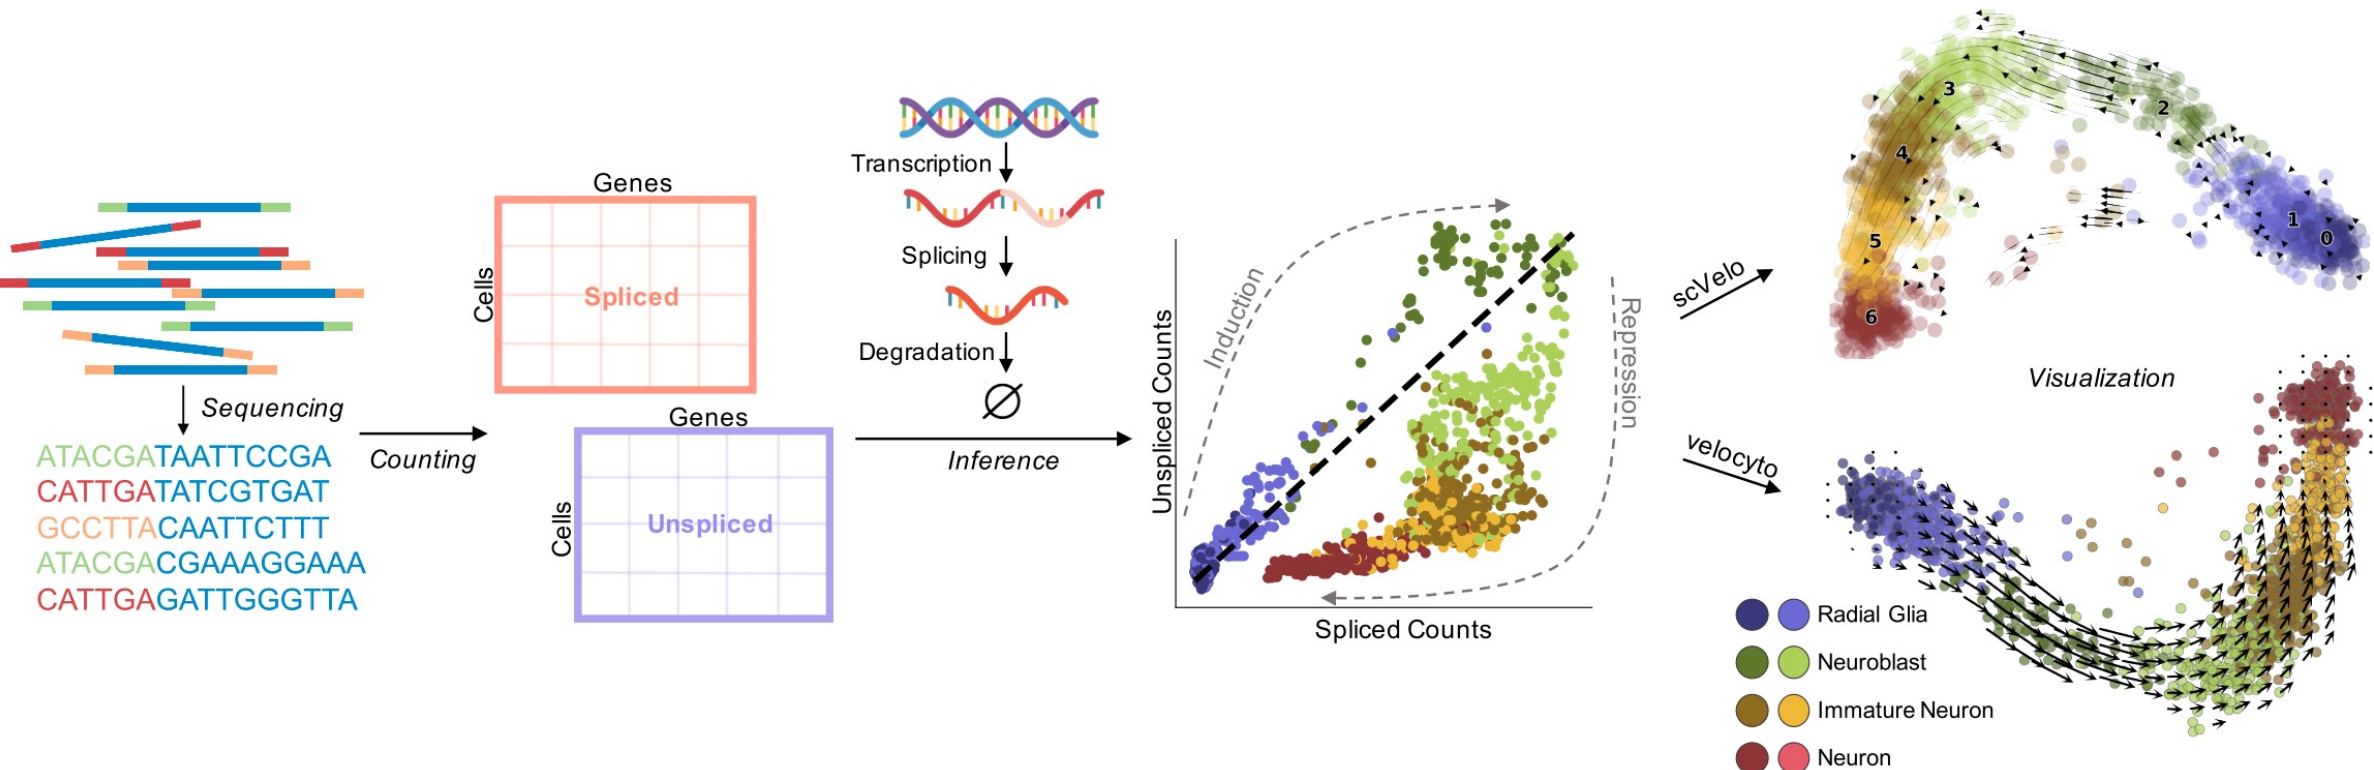 Sequencing
ATACGATAATTCCGA
CATTGATATCGTGAT
GCCTTACAATTCTTT
ATACGACGAAAGGAAA
CATTGAGATTGGGTTA
Counting
Genes
Cells
Spliced
Genes
Cells
Unspliced
Transcription
Splicing
Degradation
∅
Inference
Induction
Repression
Unspliced Counts
Spliced Counts
scVelo
velocyto
Visualization
0
1
2
3
4
5
6
Radial Glia
Neuroblast
Immature Neuron
Neuron